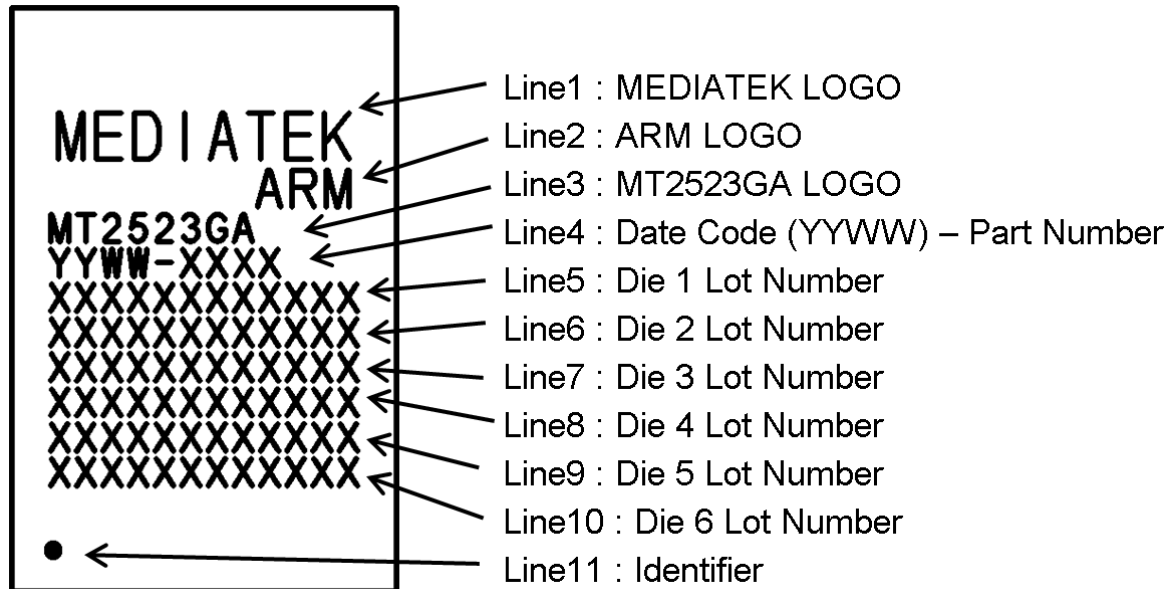 MEDIATEK
ARM
MT2523GA
YYWW-XXXX
XXXXXXXXXXXX
XXXXXXXXXXXX
XXXXXXXXXXXX
XXXXXXXXXXXX
XXXXXXXXXXXX
XXXXXXXXXXXX
Line1 : MEDIATEK LOGO
Line2 : ARM LOGO
Line3 : MT2523GA LOGO
Line4 : Date Code (YYWW) – Part Number
Line5 : Die 1 Lot Number
Line6 : Die 2 Lot Number
Line7 : Die 3 Lot Number
Line8 : Die 4 Lot Number
Line9 : Die 5 Lot Number
Line10 : Die 6 Lot Number
Line11 : Identifier